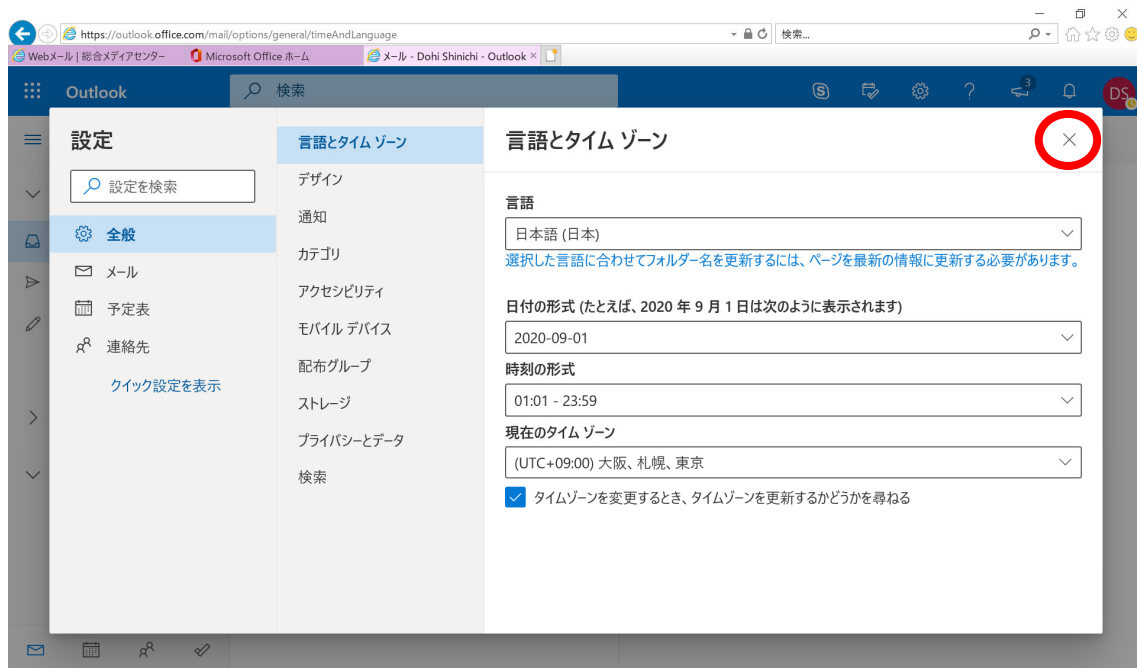 https://outlook.office.com/mail/options/general/timeAndLanguage
検索...
Webメール | 総合メディアセンター
Microsoft Office ホーム
メール - Dohi Shinichi - Outlook
Outlook
検索
3
DS
設定
設定を検索
全般
メール
予定表
連絡先
クイック設定を表示
言語とタイム ゾーン
デザイン
通知
カテゴリ
アクセシビリティ
モバイル デバイス
配布グループ
ストレージ
プライバシーとデータ
検索
言語とタイム ゾーン
言語
日本語 (日本)
選択した言語に合わせてフォルダー名を更新するには、ページを最新の情報に更新する必要があります。
日付の形式 (たとえば、2020 年 9 月 1 日は次のように表示されます)
2020-09-01
時刻の形式
01:01 - 23:59
現在のタイム ゾーン
(UTC+09:00) 大阪、札幌、東京
タイムゾーンを変更するとき、タイムゾーンを更新するかどうかを尋ねる